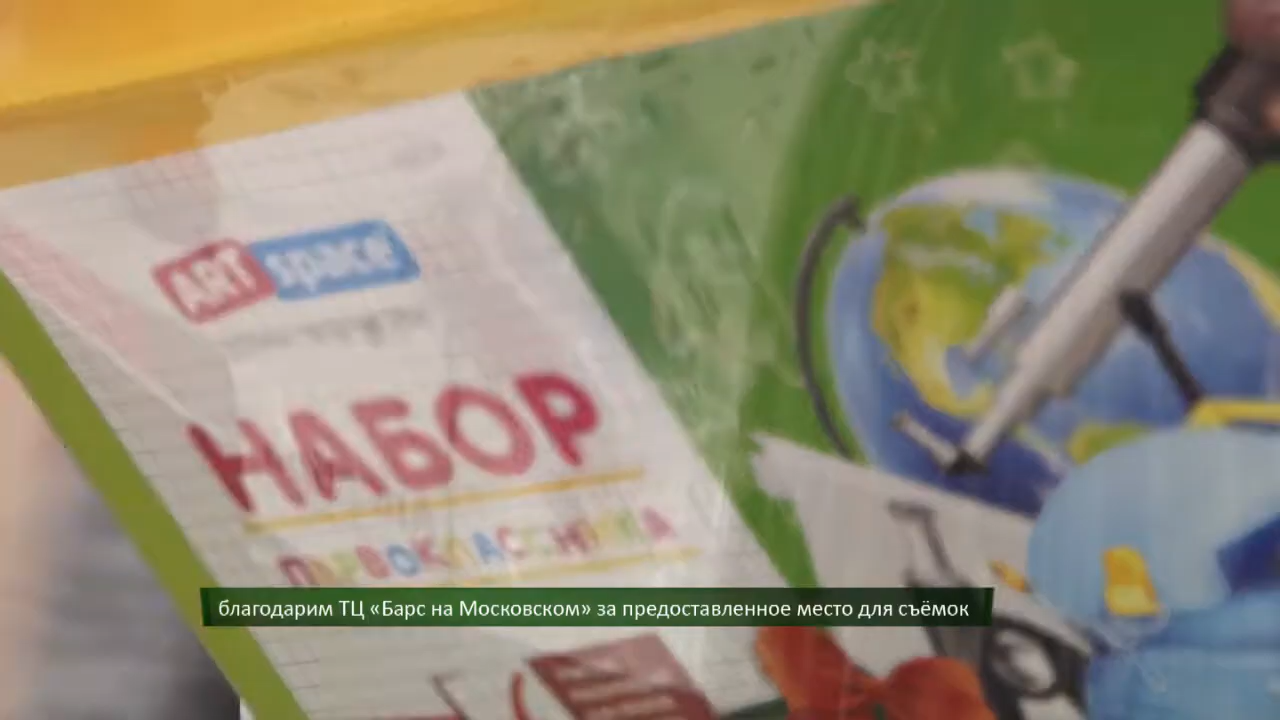 ART space
НАБОР
ПЕРВОКЛАССНИКА
благодарим ТЦ «Барс на Московском» за предоставленное место для съёмок